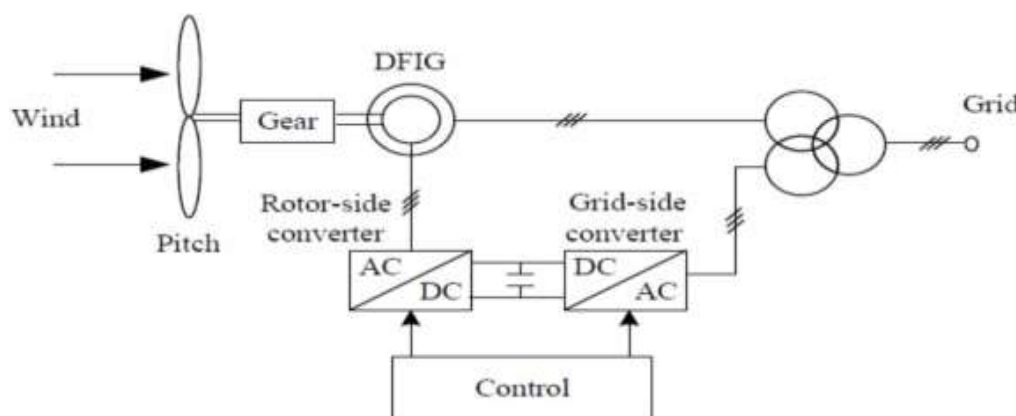 DFIG
Wind
Gear
Grid
Pitch
Rotor-side
converter
Grid-side
converter
AC
DC
DC
AC
Control